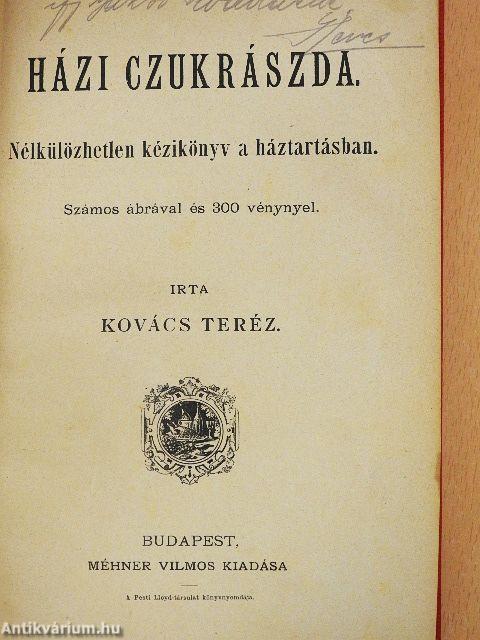 HÁZI CZUKRÁSZDA.
Nélkülözhetlen kézikönyv a háztartásban.
Számos ábrával és 300 vénynyel.
IRTA
KOVÁCS TERÉZ.
BUDAPEST,
MÉHNER VILMOS KIADÁSA
A Pesti Lloyd-társulat könyvnyomdája.
Antikvárium.hu